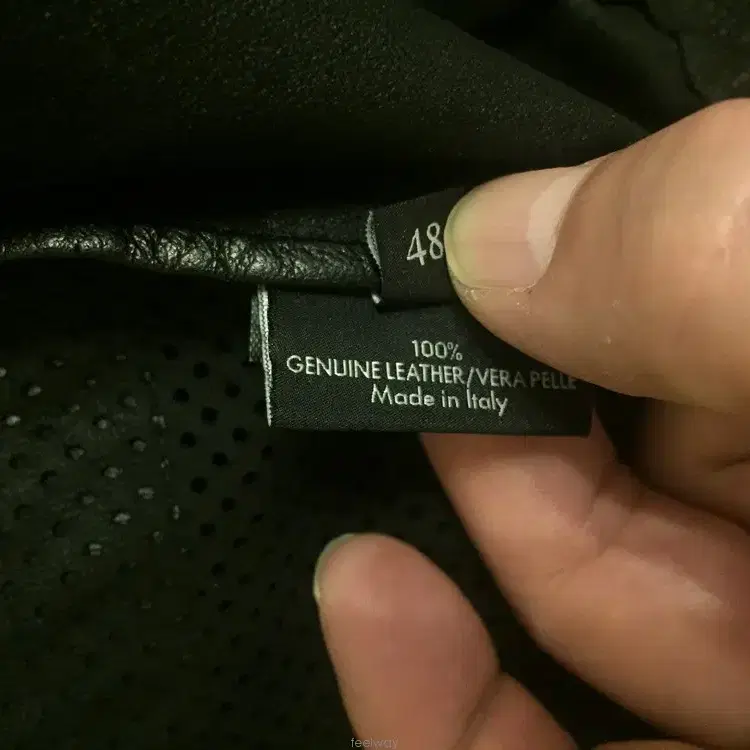 48
100%
GENUINE LEATHER/VERA PELLE
Made in Italy
feelway